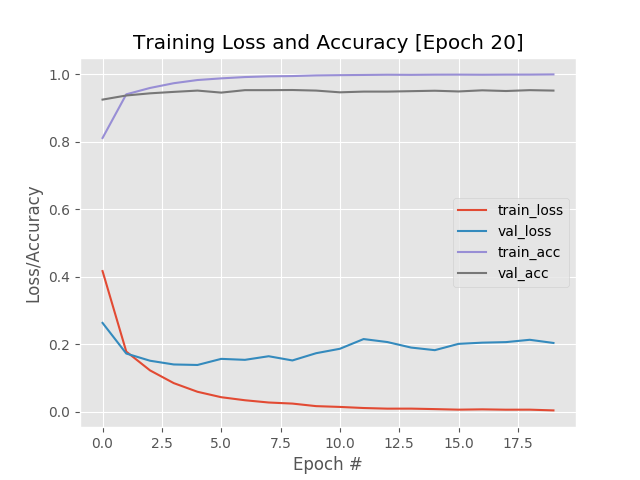 Training Loss and Accuracy [Epoch 20]
1.0
0.8
0.6
0.4
0.2
0.0
Loss/Accuracy
train_loss
val_loss
train_acc
val_acc
0.0 2.5 5.0 7.5 10.0 12.5 15.0 17.5
Epoch #